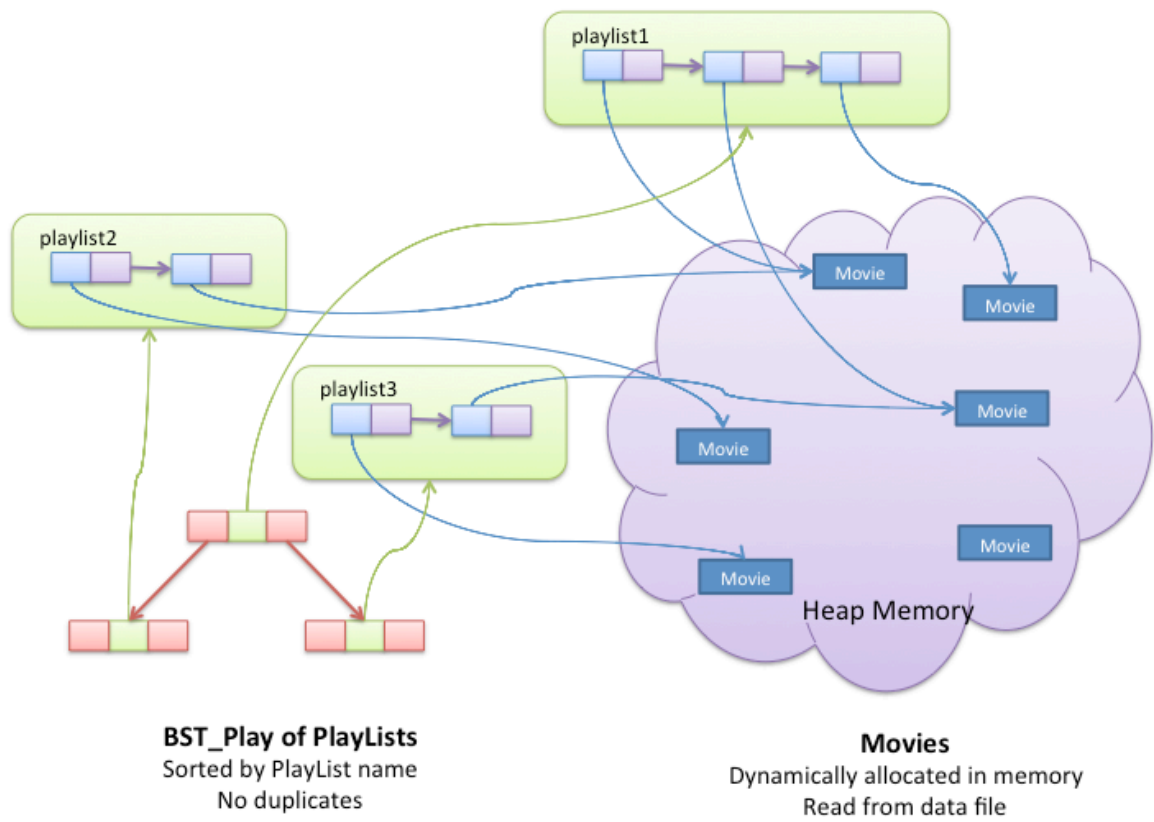 playlist1
playlist2
playlist3
Movie
Movie
Movie
Movie
Movie
Movie
Heap Memory
BST_Play of PlayLists
Sorted by PlayList name
No duplicates
Movies
Dynamically allocated in memory
Read from data file